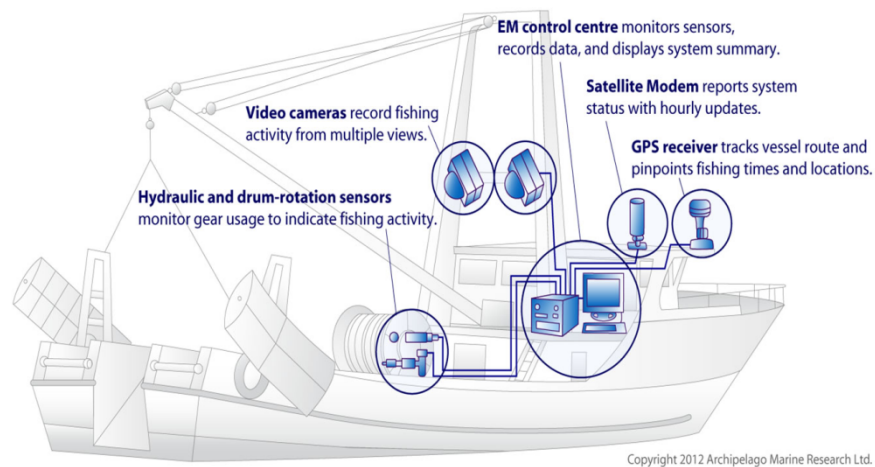 EM control centre monitors sensors,
records data, and displays system summary.
Satellite Modem reports system
status with hourly updates.
Video cameras record fishing
activity from multiple views.
GPS receiver tracks vessel route and
pinpoints fishing times and locations.
Hydraulic and drum-rotation sensors
monitor gear usage to indicate fishing activity.
Copyright 2012 Archipelago Marine Research Ltd.